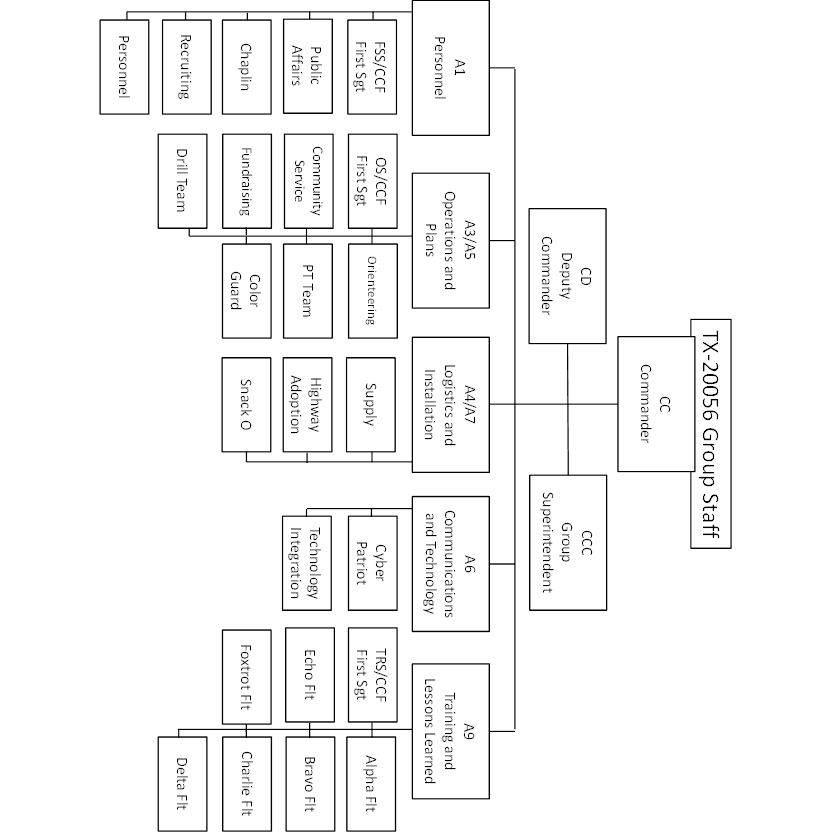 TX-20056 Group Staff
CC
Commander
CD
Deputy
Commander
CCC
Group
Superintendent
A1
Personnel
A3/A5
Operations and
Plans
A4/A7
Logistics and
Installation
A6
Communications
and Technology
A9
Training and
Lessons Learned
FSS/CCF
First Sgt
Public
Affairs
Chaplin
Recruiting
Personnel
OS/CCF
First Sgt
Orienteering
Community
Service
PT Team
Fundraising
Color
Guard
Drill Team
Supply
Highway
Adoption
Snack O
Cyber
Patriot
Technology
Integration
TRS/CCF
First Sgt
Alpha Flt
Echo Flt
Bravo Flt
Foxtrot Flt
Charlie Flt
Delta Flt